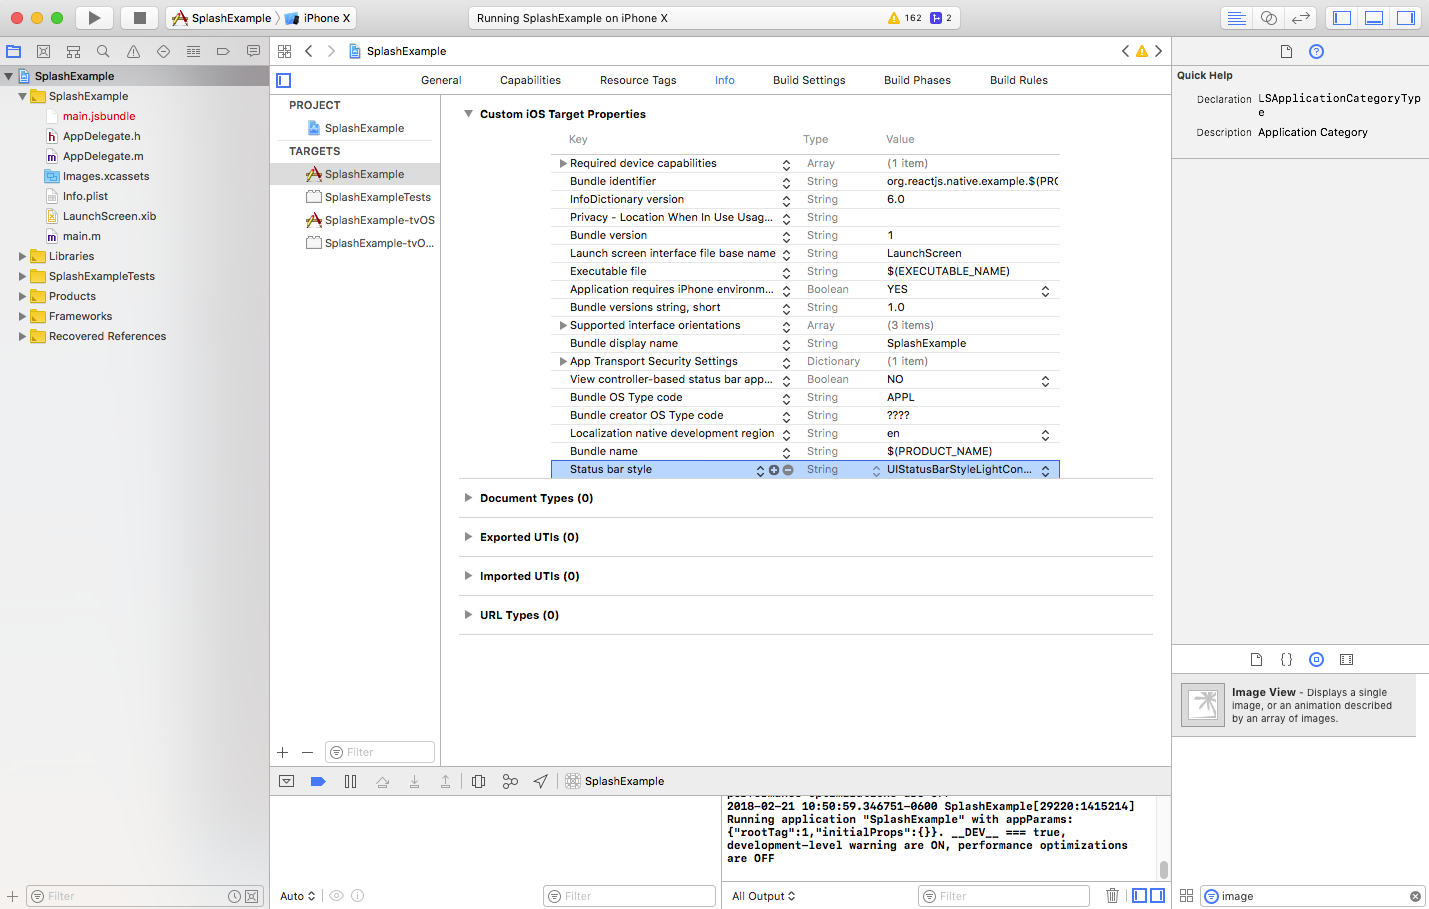 SplashExample
iPhone X
Running SplashExample on iPhone X
162
2
SplashExample
SplashExample
main.jsbundle
AppDelegate.h
AppDelegate.m
Images.xcassets
Info.plist
LaunchScreen.xib
main.m
Libraries
SplashExampleTests
Products
Frameworks
Recovered References
Filter
SplashExample
General
Capabilities
Resource Tags
Info
Build Settings
Build Phases
Build Rules
PROJECT
SplashExample
TARGETS
SplashExample
SplashExampleTests
SplashExample-tvOS
SplashExample-tvO...
Filter
Custom iOS Target Properties
Key Type Value
Required device capabilities Array (1 item)
Bundle identifier String org.reactjs.native.example.$(PRO
InfoDictionary version String 6.0
Privacy - Location When In Use Usag... String
Bundle version String 1
Launch screen interface file base name String LaunchScreen
Executable file String $(EXECUTABLE_NAME)
Application requires iPhone environm... Boolean YES
Bundle versions string, short String 1.0
Supported interface orientations Array (3 items)
Bundle display name String SplashExample
App Transport Security Settings Dictionary (1 item)
View controller-based status bar app... Boolean NO
Bundle OS Type code String APPL
Bundle creator OS Type code String ????
Localization native development region String en
Bundle name String $(PRODUCT_NAME)
Status bar style String UIStatusBarStyleLightCon...
Document Types (0)
Exported UTIs (0)
Imported UTIs (0)
URL Types (0)
SplashExample
performance optimizations are OFF
2018-02-21 10:50:59.346751-0600 SplashExample[29220:1415214]
Running application "SplashExample" with appParams:
{"rootTag":1,"initialProps":{}}. __DEV__ === true,
development-level warning are ON, performance optimizations
are OFF
Auto
Filter
All Output
Filter
Quick Help
Declaration LSApplicationCategoryTyp
e
Description Application Category
Image View - Displays a single
image, or an animation described
by an array of images.
image